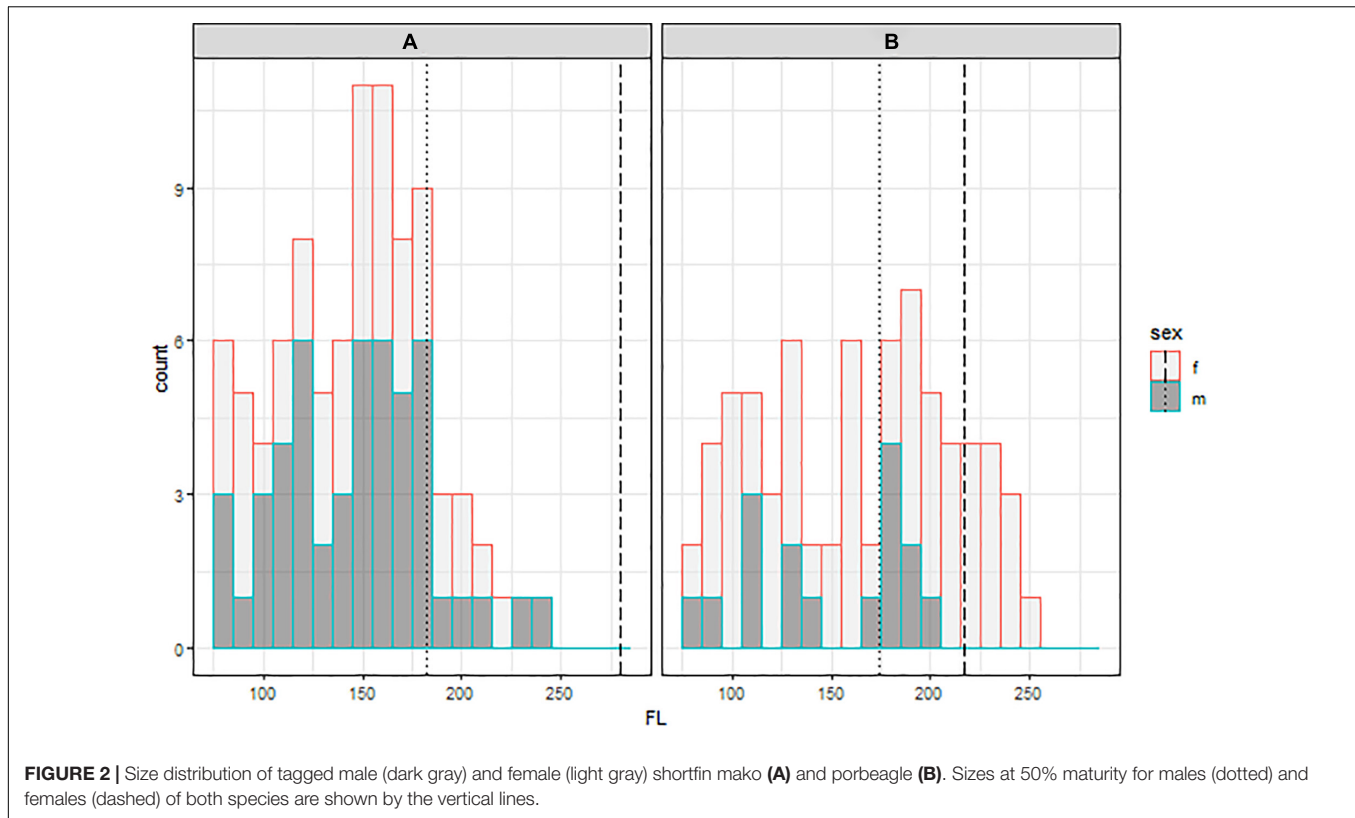 A
B
count
9
6
3
0
100
150
200
250
100
150
200
250
FL
sex
f
m
FIGURE 2 | Size distribution of tagged male (dark gray) and female (light gray) shortfin mako (A) and porbeagle (B). Sizes at 50% maturity for males (dotted) and
females (dashed) of both species are shown by the vertical lines.